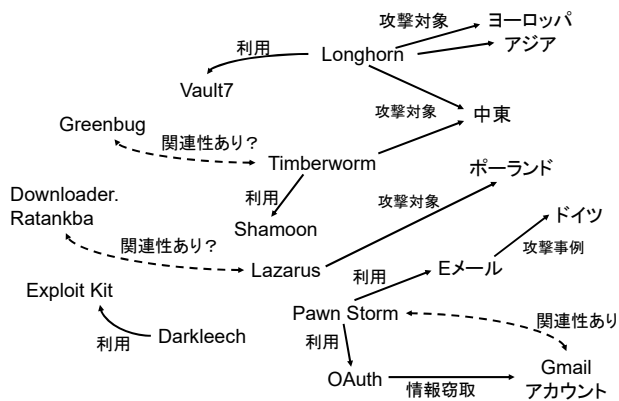 攻撃対象
ヨーロッパ
アジア
利用
Longhorn
Vault7
Greenbug
攻撃対象
中東
関連性あり？
Timberworm
ポーランド
Downloader.
Ratankba
利用
攻撃対象
Shamoon
ドイツ
関連性あり？
Lazarus
利用
Eメール
攻撃事例
Exploit Kit
Pawn Storm
関連性あり
利用
Darkleech
利用
Gmail
OAuth
情報窃取
アカウント